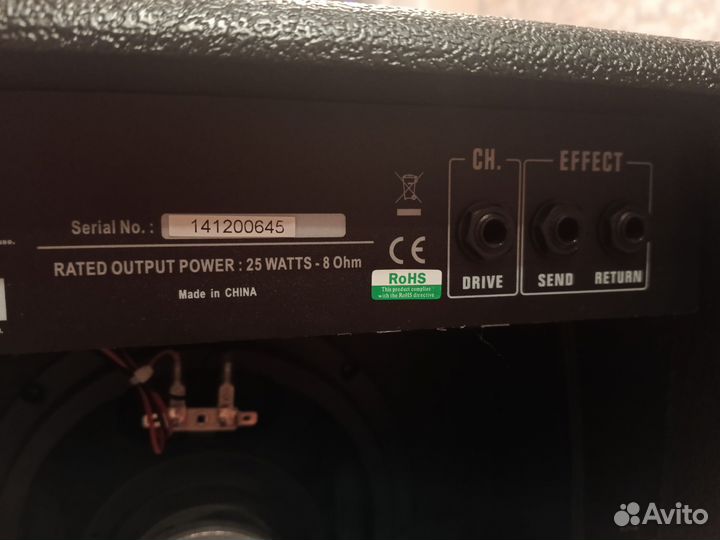 CH.
EFFECT
Serial No. : 141200645
RATED OUTPUT POWER : 25 WATTS - 8 Ohm
Made in CHINA
CE
RoHS
This product complies
with the RoHS directive
DRIVE
SEND
RETURN
Avito